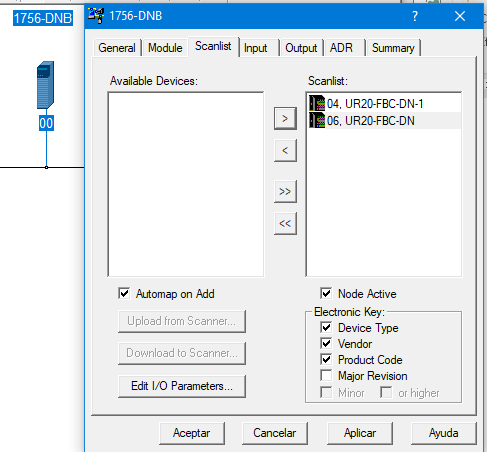 1756-DNB
00
1756-DNB
?
General Module Scanlist Input Output ADR Summary
Available Devices:
Scanlist:
04, UR20-FBC-DN-1
06, UR20-FBC-DN
>
<
>>
<<
Automap on Add
Node Active
Upload from Scanner...
Download to Scanner...
Edit I/O Parameters...
Electronic Key:
Device Type
Vendor
Product Code
Major Revision
Minor or higher
Aceptar Cancelar Aplicar Ayuda